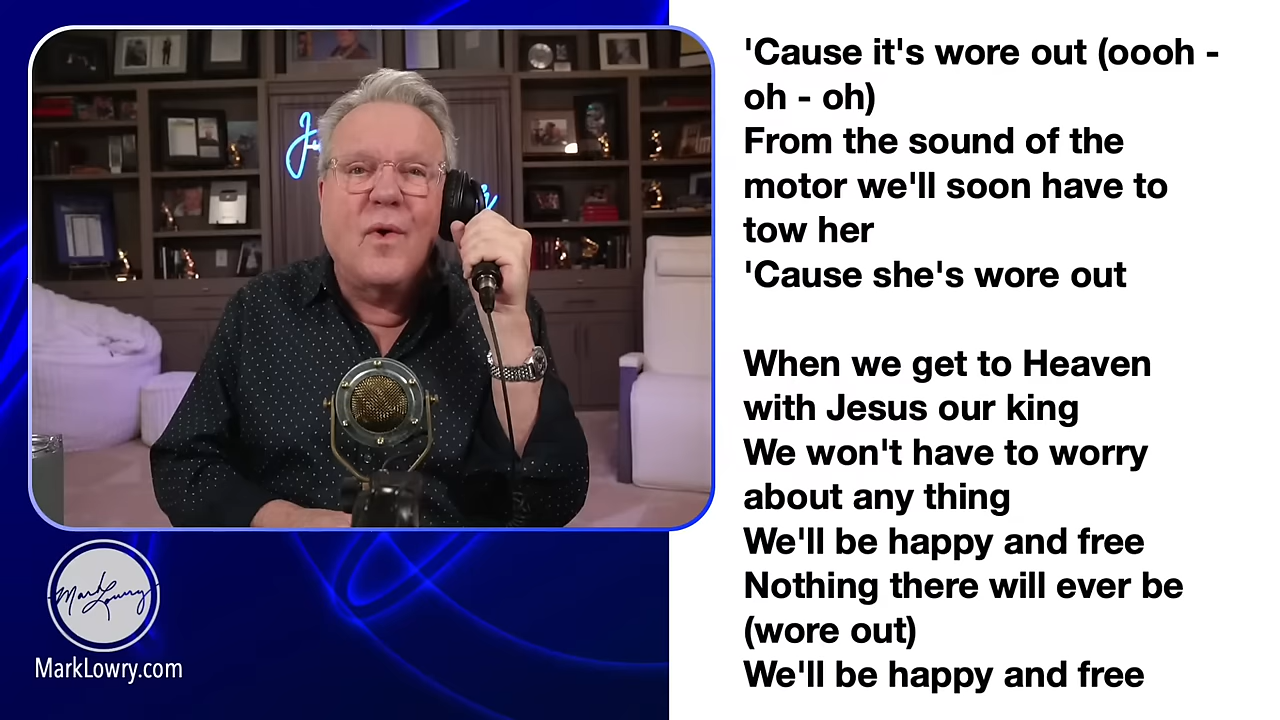 'Cause it's wore out (oooh -
oh - oh)
From the sound of the
motor we'll soon have to
tow her
'Cause she's wore out
When we get to Heaven
with Jesus our king
We won't have to worry
about any thing
We'll be happy and free
Nothing there will ever be
(wore out)
We'll be happy and free
Mark Lowry
MarkLowry.com